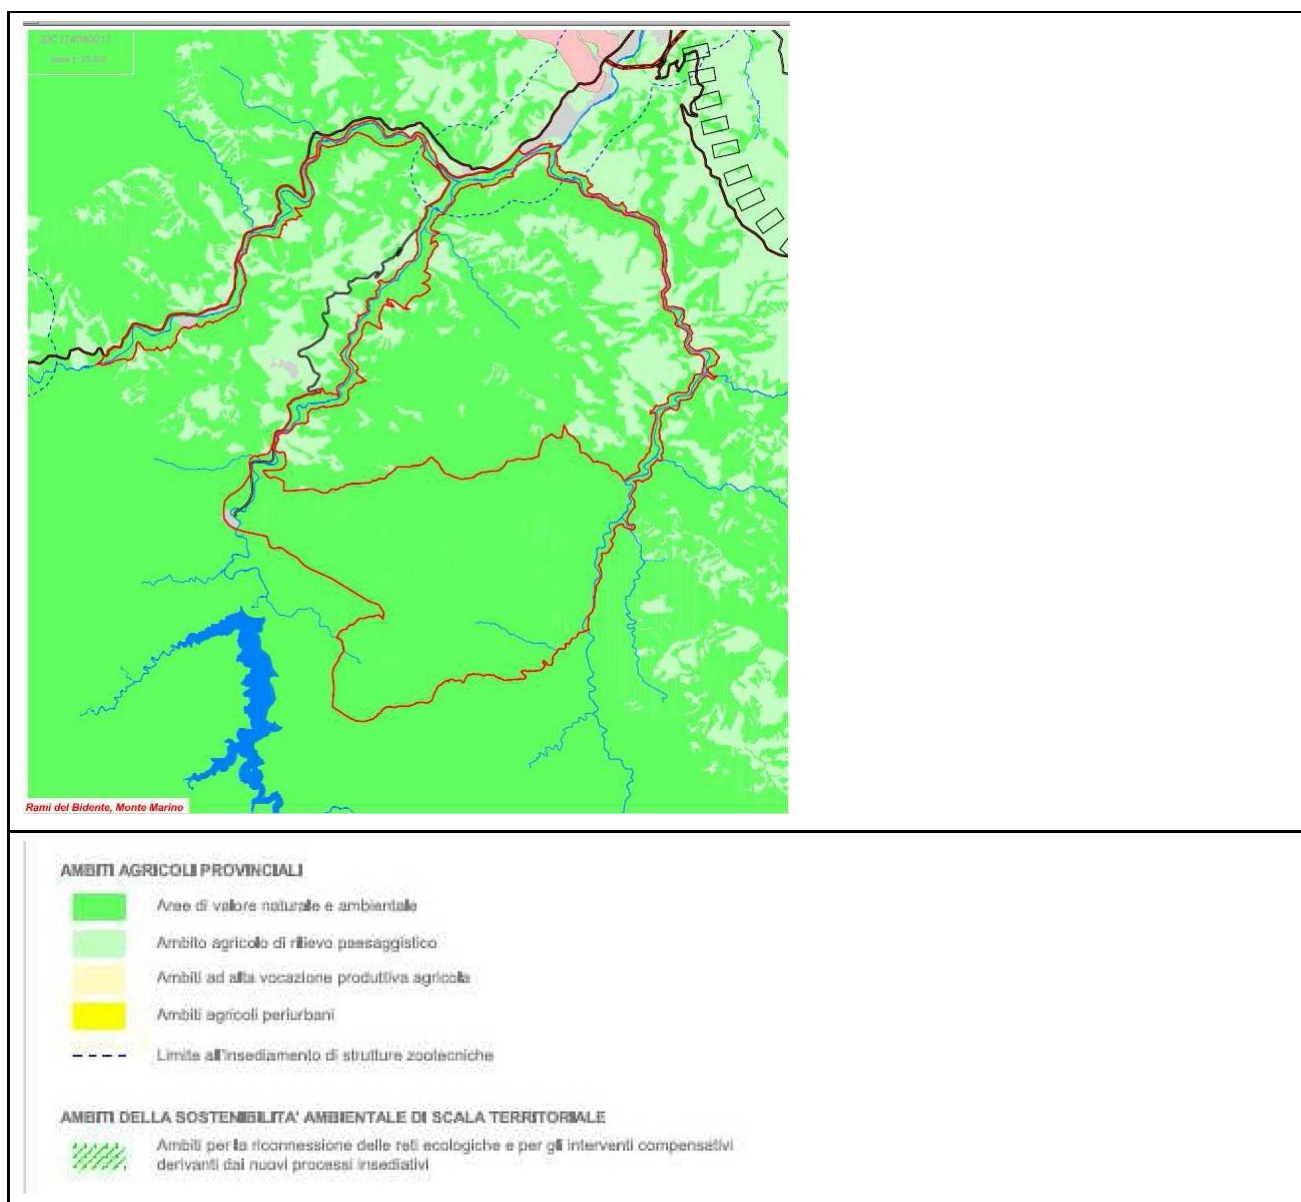 SIC IT4080011
Rami del Bidente, Monte Marino
AMBITI AGRICOLI PROVINCIALI
Aree di valore naturale e ambientale
Ambito agricolo di rilievo paesaggistico
Ambiti ad alta vocazione produttiva agricola
Ambiti agricoli periurbani
Limite all'insediamento di strutture zootecniche
AMBITI DELLA SOSTENIBILITA' AMBIENTALE DI SCALA TERRITORIALE
Ambiti per la riconnessione delle reti ecologiche e per gli interventi compensativi
derivanti dai nuovi processi insediativi